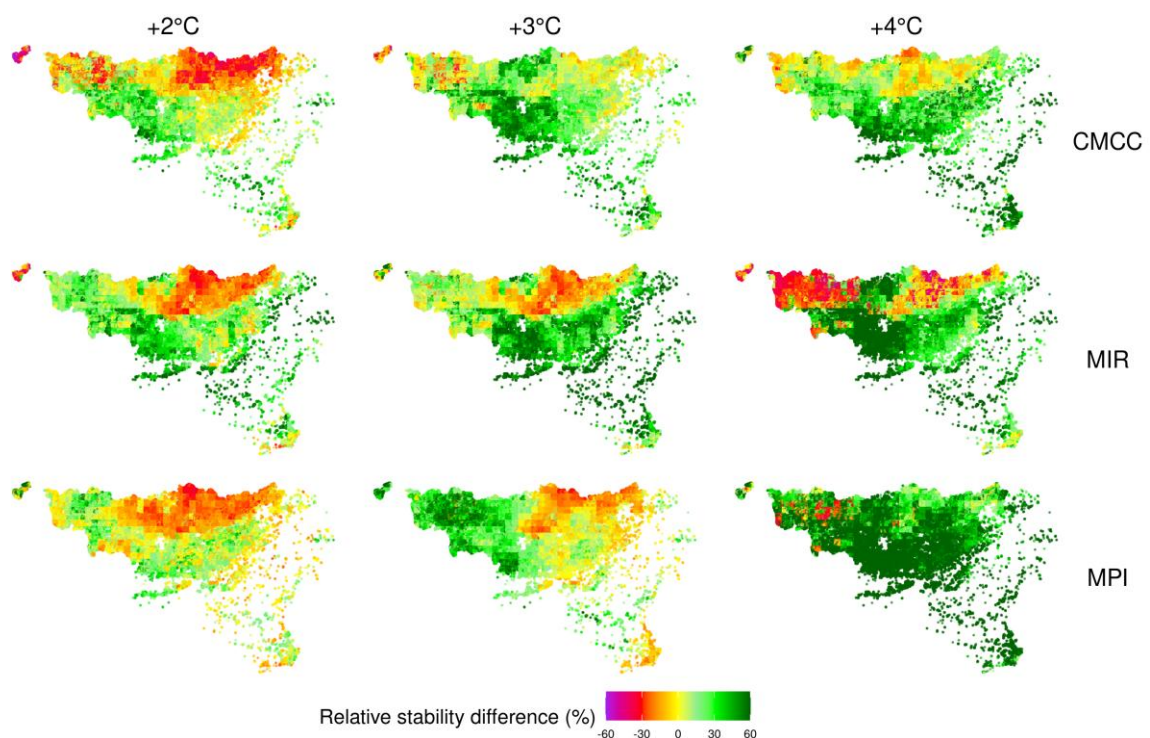 +2°C +3°C +4°C
CMCC
MIR
MPI
Relative stability difference (%)
-60 -30 0 30 60